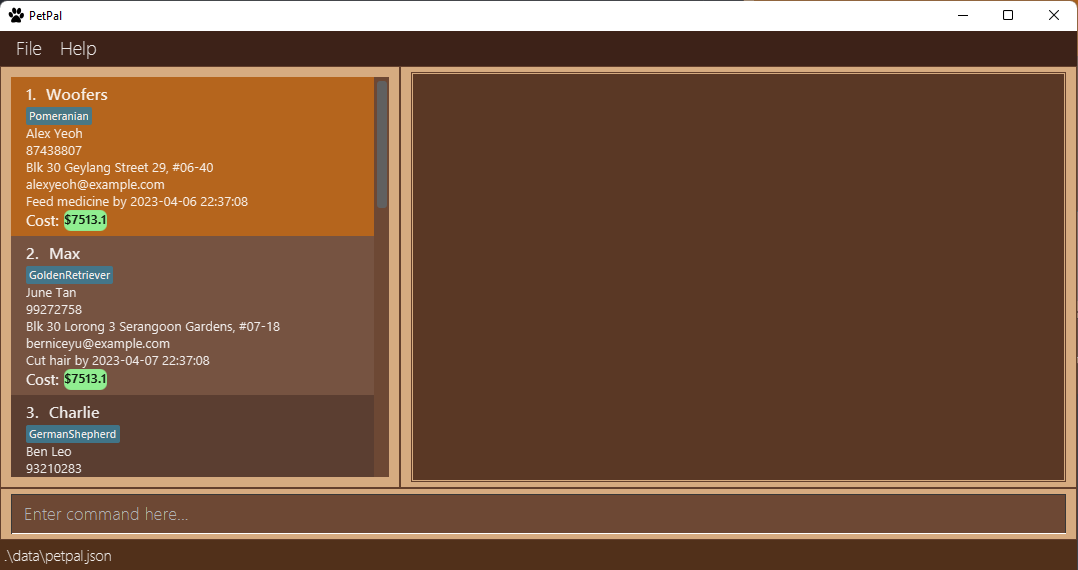 PetPal
File Help
1. Woofers
Pomeranian
Alex Yeoh
87438807
Blk 30 Geylang Street 29, #06-40
alexyeoh@example.com
Feed medicine by 2023-04-06 22:37:08
Cost: $7513.1
2. Max
GoldenRetriever
June Tan
99272758
Blk 30 Lorong 3 Serangoon Gardens, #07-18
berniceyu@example.com
Cut hair by 2023-04-07 22:37:08
Cost: $7513.1
3. Charlie
GermanShepherd
Ben Leo
93210283
Enter command here...
.\data\petpal.json